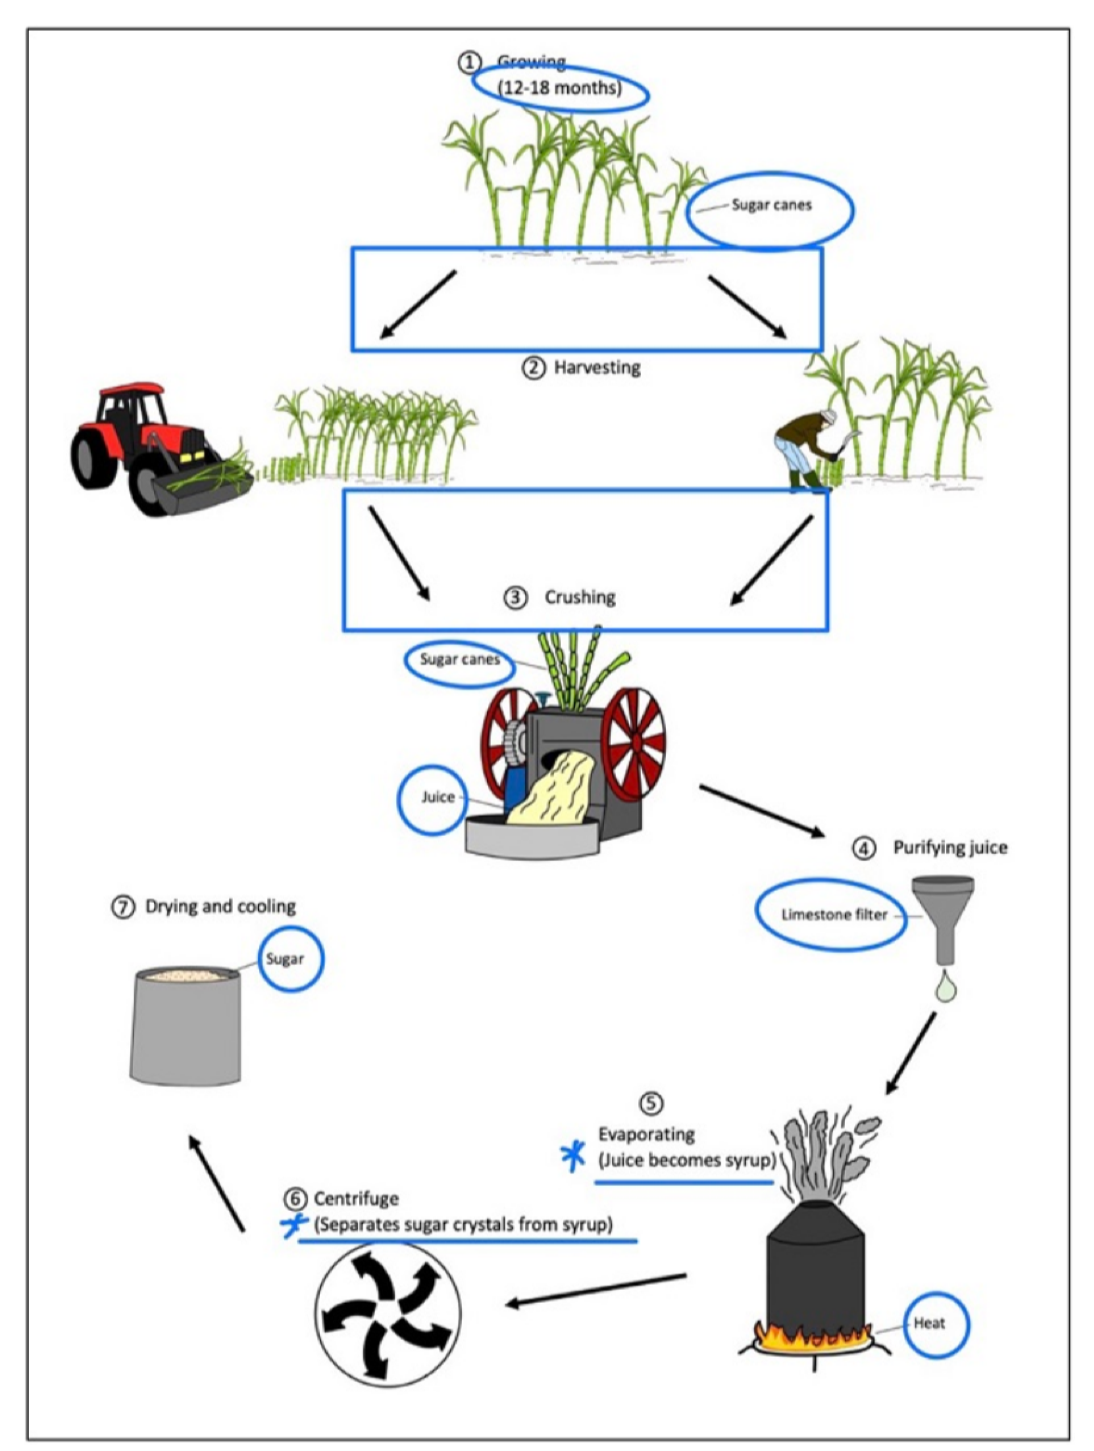 ① Growing
(12-18 months)
Sugar canes
② Harvesting
③ Crushing
Sugar canes
Juice
④ Purifying juice
Limestone filter
⑦ Drying and cooling
Sugar
⑤
Evaporating
(Juice becomes syrup)
⑥ Centrifuge
(Separates sugar crystals from syrup)
Heat